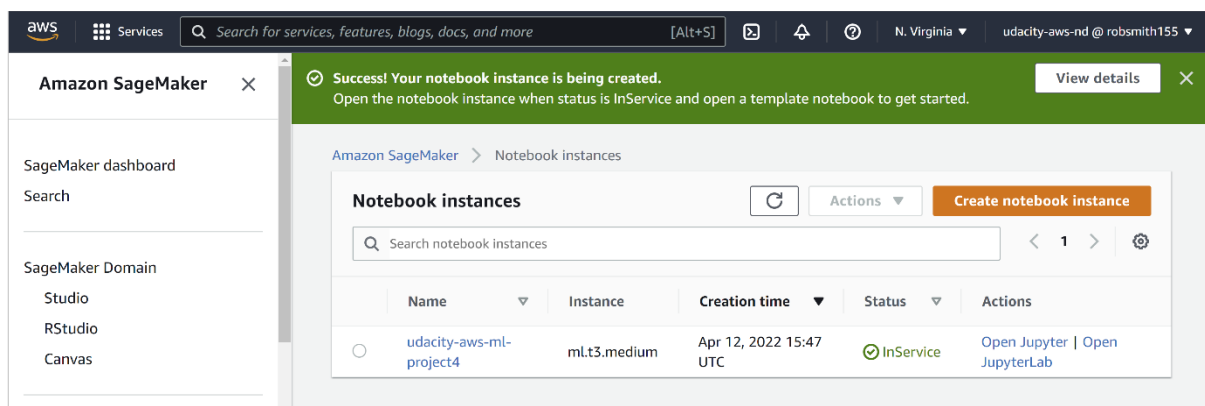 aws
Services
Search for services, features, blogs, docs, and more
[Alt+S]
N. Virginia
udacity-aws-nd @ robsmith155
Amazon SageMaker
SageMaker dashboard
Search
SageMaker Domain
Studio
RStudio
Canvas
Success! Your notebook instance is being created.
Open the notebook instance when status is InService and open a template notebook to get started.
View details
Amazon SageMaker > Notebook instances
Notebook instances
Actions
Create notebook instance
Search notebook instances
1
Name
Instance
Creation time
Status
Actions
udacity-aws-ml-
project4
ml.t3.medium
Apr 12, 2022 15:47
UTC
InService
Open Jupyter | Open
JupyterLab